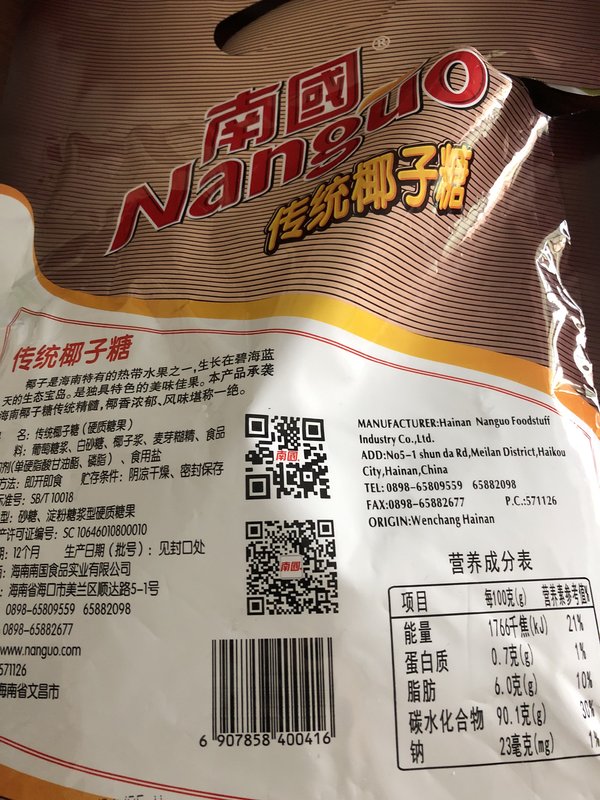 南國®
Nanguo
传统椰子糖
传统椰子糖
椰子是海南特有的热带水果之一,生长在碧海蓝
天的生态宝岛。是独具特色的美味佳果。本产品承袭
海南椰子糖传统精髓,椰香浓郁、风味堪称一绝。
名:传统椰子糖(硬质糖果)
料:葡萄糖浆、白砂糖、椰子浆、麦芽糊精、食品
剂(单硬脂酸甘油酯、磷脂)、食用盐
方法:即开即食 贮存条件:阴凉干燥、密封保存
标准号:SB/T 10018
型:砂糖、淀粉糖浆型硬质糖果
产许可证编号:SC 10646010800010
期:12个月 生产日期(批号):见封口处
:海南南国食品实业有限公司
:海南省海口市美兰区顺达路5-1号
0898-65809559 65882098
0898-65882677
www.nanguo.com
571126
海南省文昌市
南國
南國
6 907858 400416
MANUFACTURER:Hainan Nanguo Foodstuff
Industry Co.,Ltd.
ADD:No5-1 shun da Rd,Meilan District,Haikou
City,Hainan,China
TEL:0898-65809559 65882098
FAX:0898-65882677 P.C.:571126
ORIGIN:Wenchang Hainan
营养成分表
项目 每100克(g) 营养素参考值%
能量 1766千焦(kJ) 21%
蛋白质 0.7克(g) 1%
脂肪 6.0克(g) 10%
碳水化合物 90.1克(g) 30%
钠 23毫克(mg) 1%